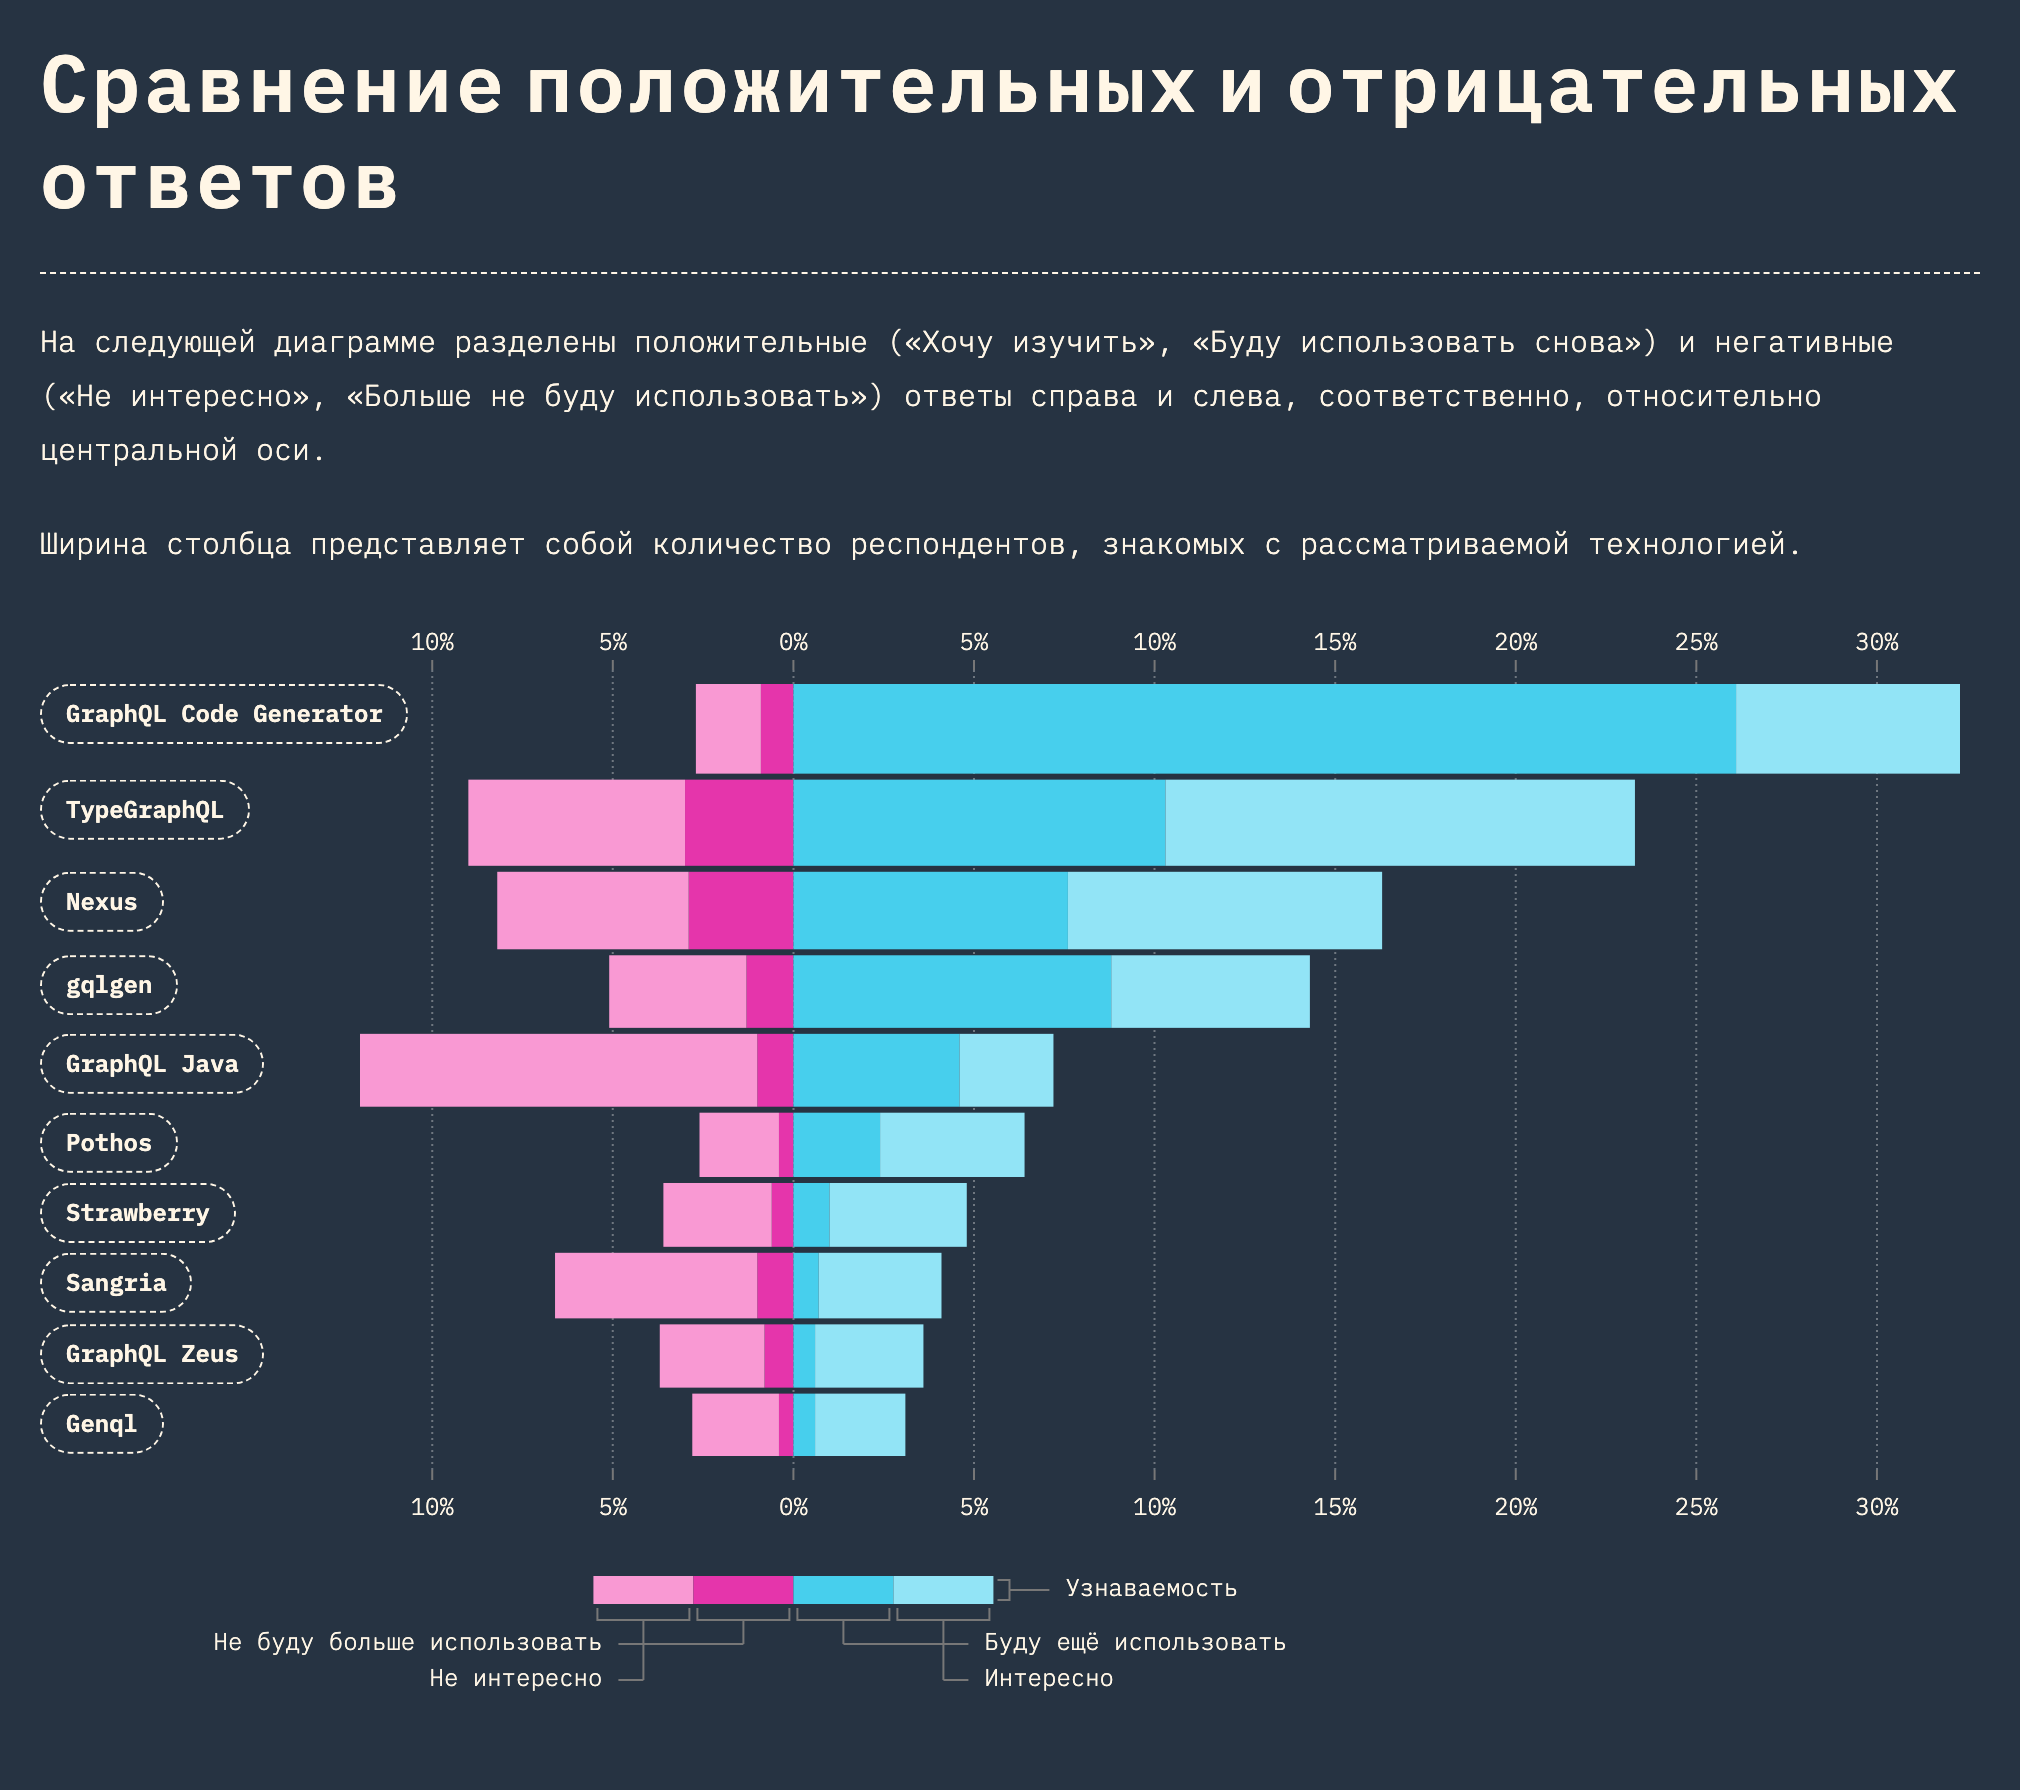 Сравнение положительных и отрицательных
ответов
На следующей диаграмме разделены положительные («Хочу изучить», «Буду использовать снова») и негативные
(«Не интересно», «Больше не буду использовать») ответы справа и слева, соответственно, относительно
центральной оси.
Ширина столбца представляет собой количество респондентов, знакомых с рассматриваемой технологией.
10% 5% 0% 5% 10% 15% 20% 25% 30%
GraphQL Code Generator
TypeGraphQL
Nexus
gqlgen
GraphQL Java
Pothos
Strawberry
Sangria
GraphQL Zeus
Genql
10% 5% 0% 5% 10% 15% 20% 25% 30%
Узнаваемость
Не буду больше использовать Буду ещё использовать
Не интересно Интересно